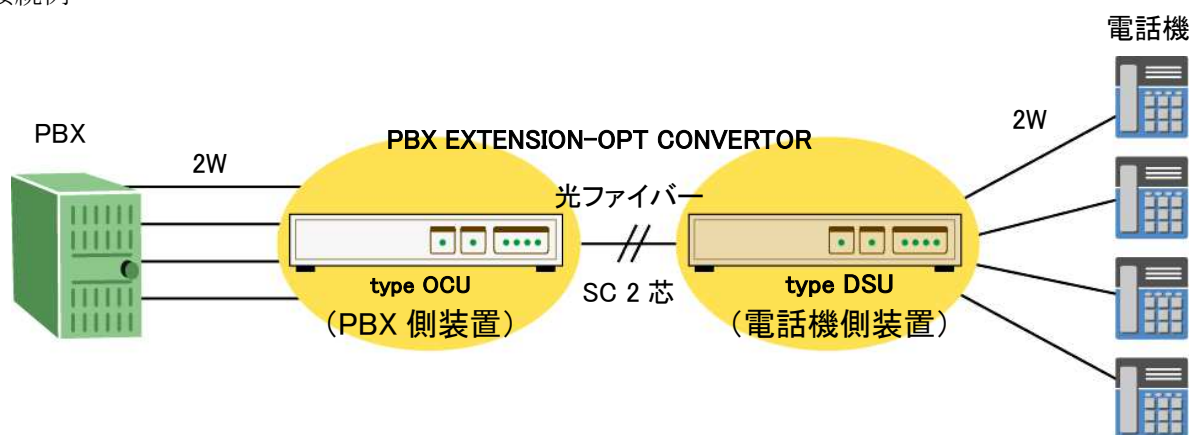 電話機
PBX
2W
PBX EXTENSION-OPT CONVERTOR
2W
光ファイバー
type OCU
(PBX 側装置)
SC 2 芯
type DSU
(電話機側装置)